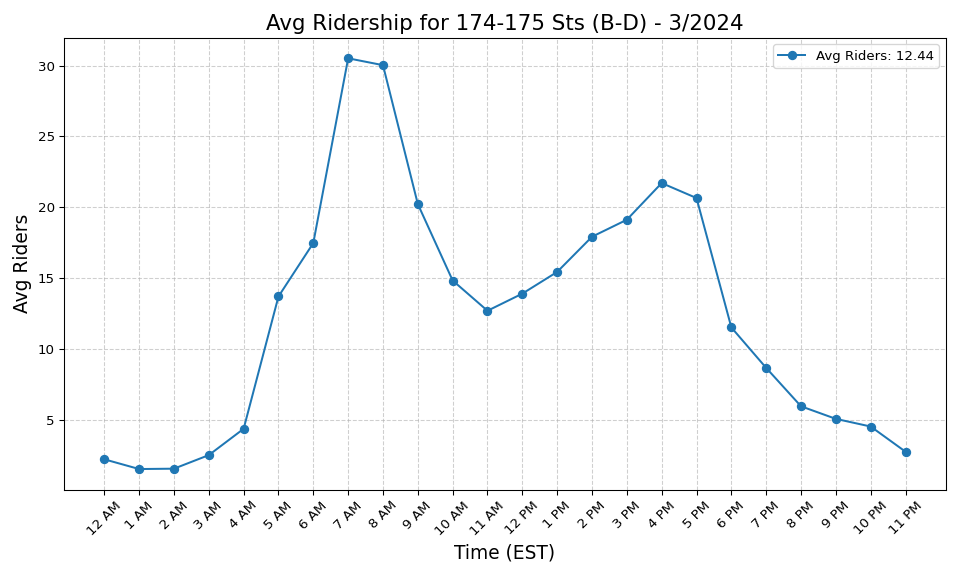 Avg Ridership for 174-175 Sts (B-D) - 3/2024
Avg Riders: 12.44
30
25
20
15
10
5
Avg Riders
12 AM
1 AM
2 AM
3 AM
4 AM
5 AM
6 AM
7 AM
8 AM
9 AM
10 AM
11 AM
12 PM
1 PM
2 PM
3 PM
4 PM
5 PM
6 PM
7 PM
8 PM
9 PM
10 PM
11 PM
Time (EST)